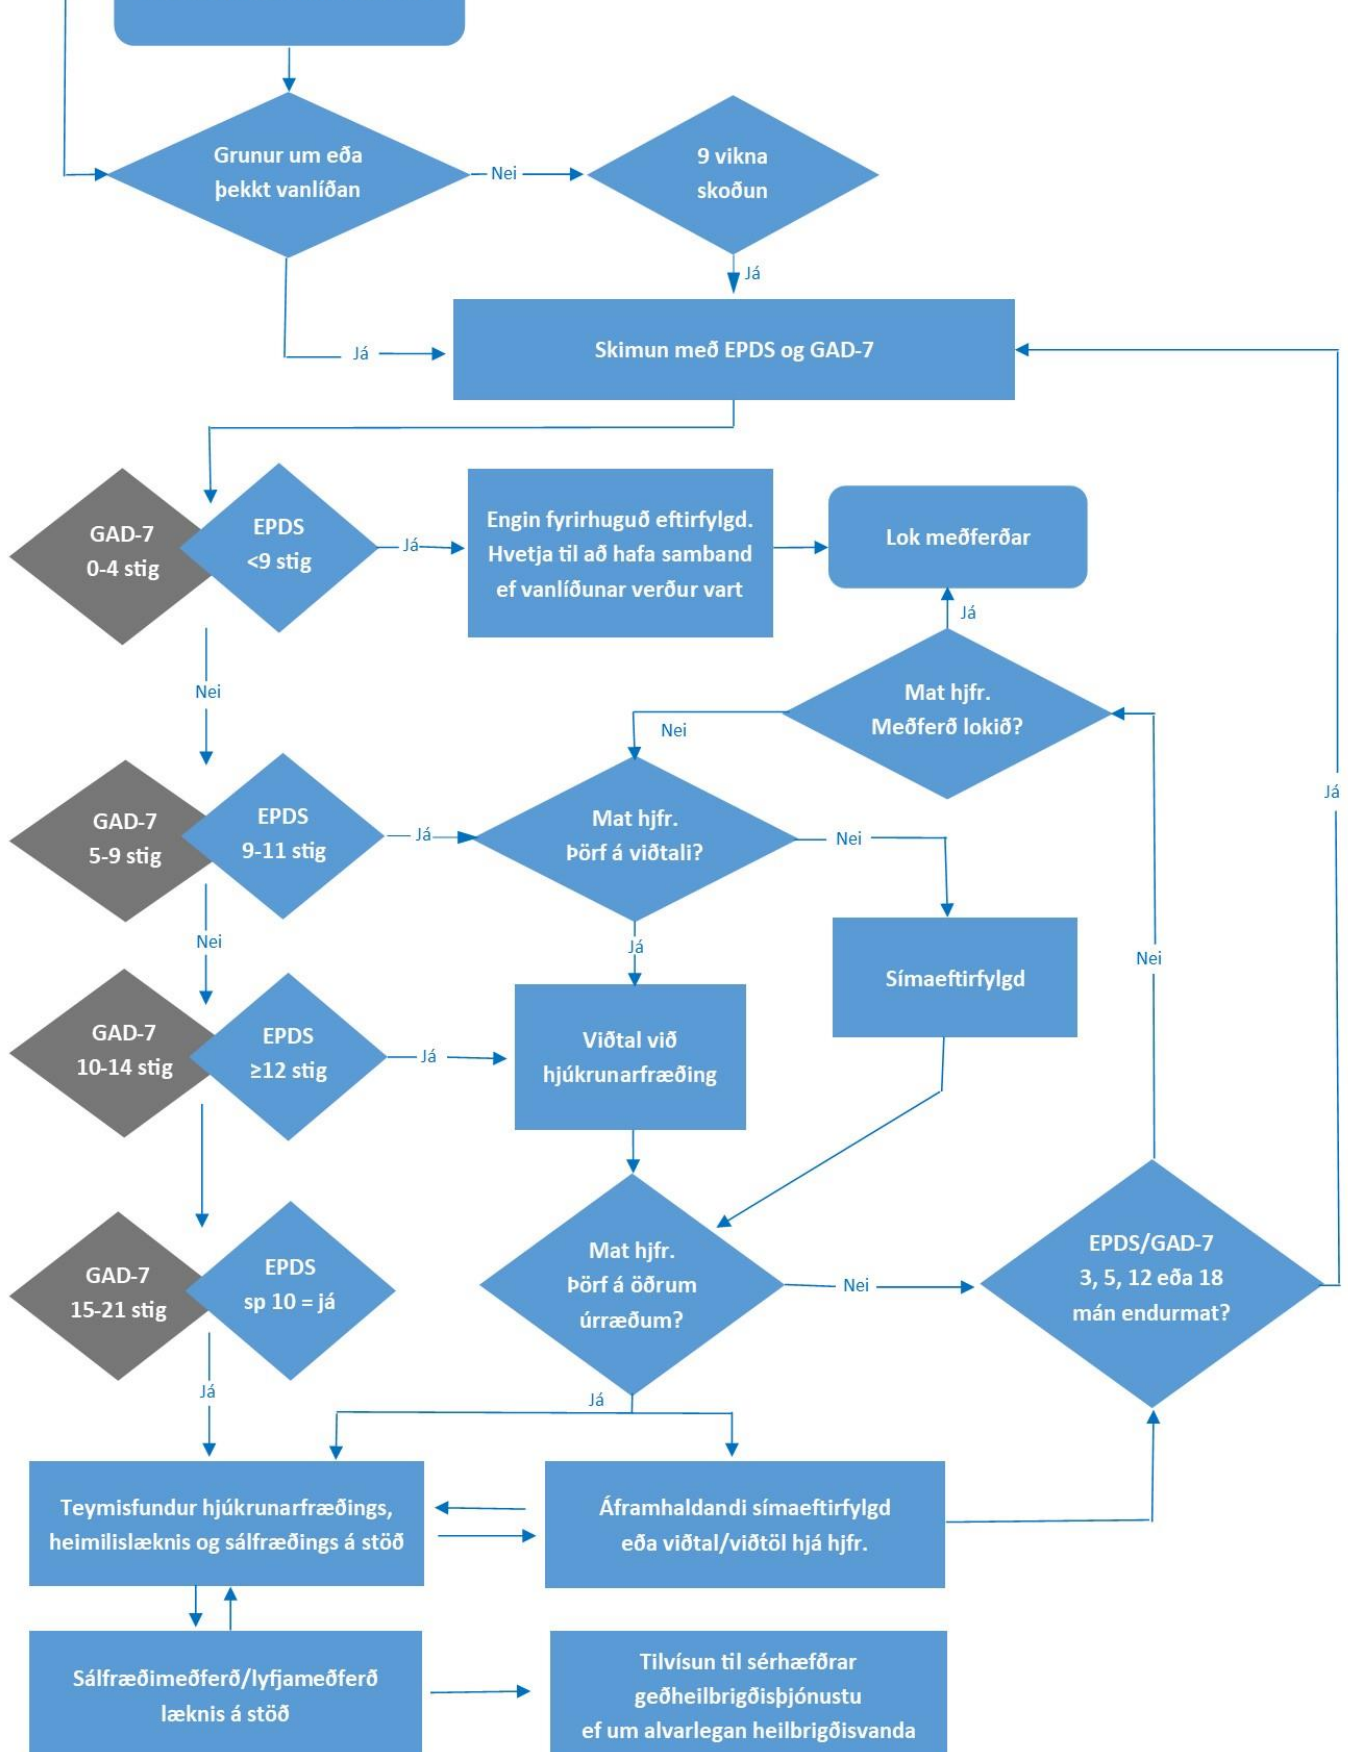 Grunur um eða
þekkt vanlíðan
Nei
9 vikna
skoðun
Já
Já
Skimun með EPDS og GAD-7
GAD-7
0-4 stig
EPDS
<9 stig
Já
Engin fyrirhuguð eftirfylgd.
Hvetja til að hafa samband
ef vanlíðunar verður vart
Lok meðferðar
Já
Nei
Mat hjfr.
Meðferð lokið?
Nei
GAD-7
5-9 stig
EPDS
9-11 stig
Já
Mat hjfr.
Þörf á viðtali?
Nei
Já
Nei
Já
Símaeftirfylgd
Nei
GAD-7
10-14 stig
EPDS
≥12 stig
Já
Viðtal við
hjúkrunarfræðing
GAD-7
15-21 stig
EPDS
sp 10 = já
Mat hjfr.
Þörf á öðrum
úrræðum?
Nei
EPDS/GAD-7
3, 5, 12 eða 18
mán endurmat?
Já
Já
Teymisfundur hjúkrunarfræðings,
heimilislæknis og sálfræðings á stöð
Áframhaldandi símaeftirfylgd
eða viðtal/viðtöl hjá hjfr.
Sálfræðimeðferð/lyfjameðferð
læknis á stöð
Tilvísun til sérhæfðrar
geðheilbrigðisþjónustu
ef um alvarlegan heilbrigðisvanda